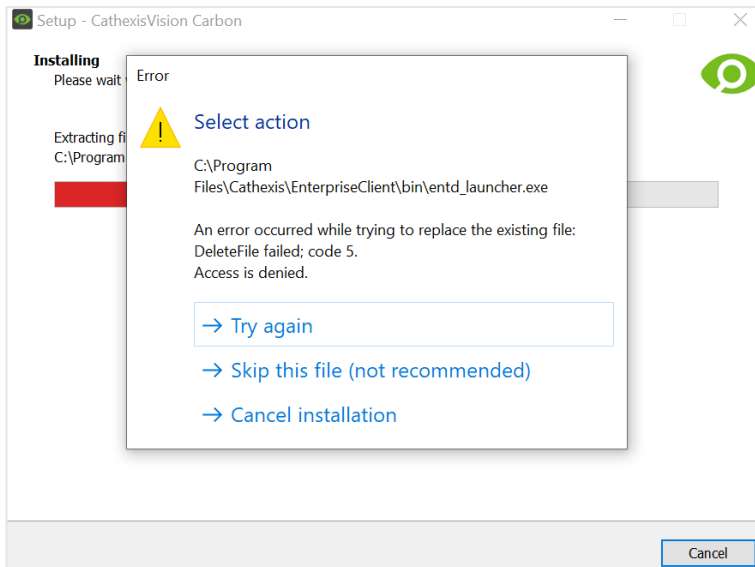 Setup - CathexisVision Carbon
Installing
Please wait
Extracting fi
C:\Program
Error
Select action
C:\Program
Files\Cathexis\EnterpriseClient\bin\entd_launcher.exe
An error occurred while trying to replace the existing file:
DeleteFile failed; code 5.
Access is denied.
→ Try again
→ Skip this file (not recommended)
→ Cancel installation
Cancel